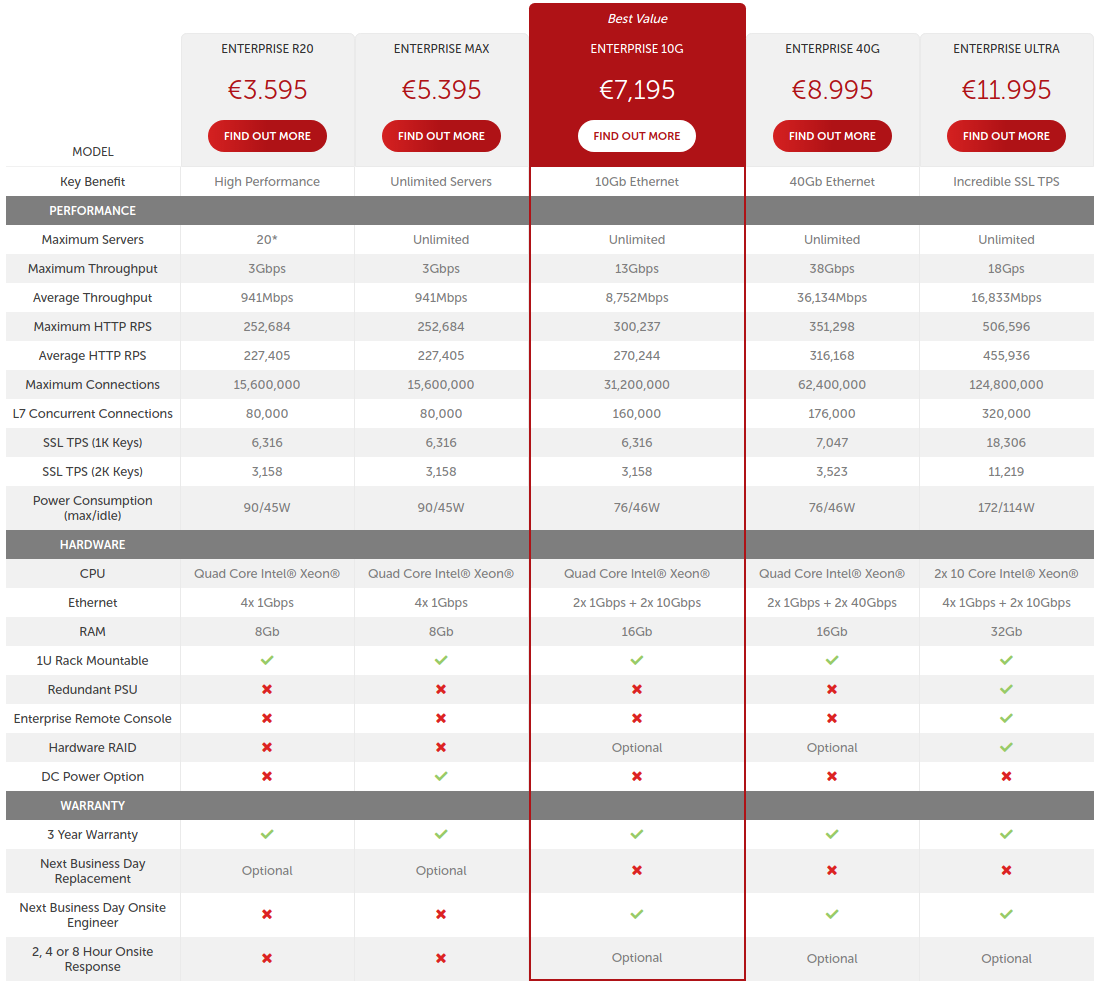 Best Value
ENTERPRISE R20 ENTERPRISE MAX ENTERPRISE 10G ENTERPRISE 40G ENTERPRISE ULTRA
€3.595 €5.395 €7,195 €8.995 €11.995
FIND OUT MORE FIND OUT MORE FIND OUT MORE FIND OUT MORE FIND OUT MORE
MODEL
Key Benefit High Performance Unlimited Servers 10Gb Ethernet 40Gb Ethernet Incredible SSL TPS
PERFORMANCE
Maximum Servers 20* Unlimited Unlimited Unlimited Unlimited
Maximum Throughput 3Gbps 3Gbps 13Gbps 38Gbps 18Gps
Average Throughput 941Mbps 941Mbps 8,752Mbps 36,134Mbps 16,833Mbps
Maximum HTTP RPS 252,684 252,684 300,237 351,298 506,596
Average HTTP RPS 227,405 227,405 270,244 316,168 455,936
Maximum Connections 15,600,000 15,600,000 31,200,000 62,400,000 124,800,000
L7 Concurrent Connections 80,000 80,000 160,000 176,000 320,000
SSL TPS (1K Keys) 6,316 6,316 6,316 7,047 18,306
SSL TPS (2K Keys) 3,158 3,158 3,158 3,523 11,219
Power Consumption
(max/idle) 90/45W 90/45W 76/46W 76/46W 172/114W
HARDWARE
CPU Quad Core Intel® Xeon® Quad Core Intel® Xeon® Quad Core Intel® Xeon® Quad Core Intel® Xeon® 2x 10 Core Intel® Xeon®
Ethernet 4x 1Gbps 4x 1Gbps 2x 1Gbps + 2x 10Gbps 2x 1Gbps + 2x 40Gbps 4x 1Gbps + 2x 10Gbps
RAM 8Gb 8Gb 16Gb 16Gb 32Gb
1U Rack Mountable ✓ ✓ ✓ ✓ ✓
Redundant PSU ✖ ✖ ✖ ✖ ✓
Enterprise Remote Console ✖ ✖ ✖ ✖ ✓
Hardware RAID ✖ ✖ Optional Optional ✓
DC Power Option ✖ ✓ ✖ ✖ ✖
WARRANTY
3 Year Warranty ✓ ✓ ✓ ✓ ✓
Next Business Day
Replacement Optional Optional ✖ ✖ ✖
Next Business Day Onsite
Engineer ✖ ✖ ✓ ✓ ✓
2, 4 or 8 Hour Onsite
Response ✖ ✖ Optional Optional Optional